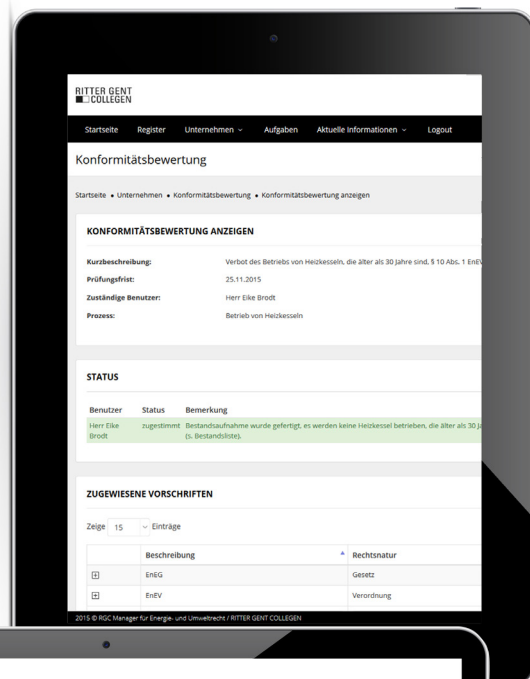 RITTER GENT
COLLEGEN
Startseite Register Unternehmen Aufgaben Aktuelle Informationen Logout
Konformitätsbewertung
Startseite • Unternehmen • Konformitätsbewertung • Konformitätsbewertung anzeigen
KONFORMITÄTSBEWERTUNG ANZEIGEN
Kurzbeschreibung: Verbot des Betriebs von Heizkesseln, die älter als 30 Jahre sind, § 10 Abs. 1 EnEV
Prüfungsfrist: 25.11.2015
Zuständige Benutzer: Herr Eike Brodt
Prozess: Betrieb von Heizkesseln
STATUS
Benutzer Status Bemerkung
Herr Eike zugestimmt Bestandsaufnahme wurde gefertigt, es werden keine Heizkessel betrieben, die älter als 30
Brodt (s. Bestandsliste).
ZUGEWIESENE VORSCHRIFTEN
Zeige 15 Einträge
Beschreibung Rechtsnatur
EnEG Gesetz
EnEV Verordnung
2015 © RGC Manager für Energie- und Umweltrecht / RITTER GENT COLLEGEN